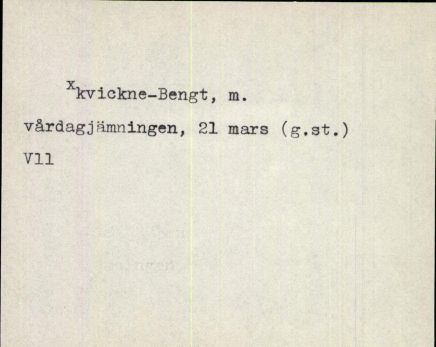 xkvickne-Bengt, m.
vårdagjämningen, 21 mars (g.st.)
Vll